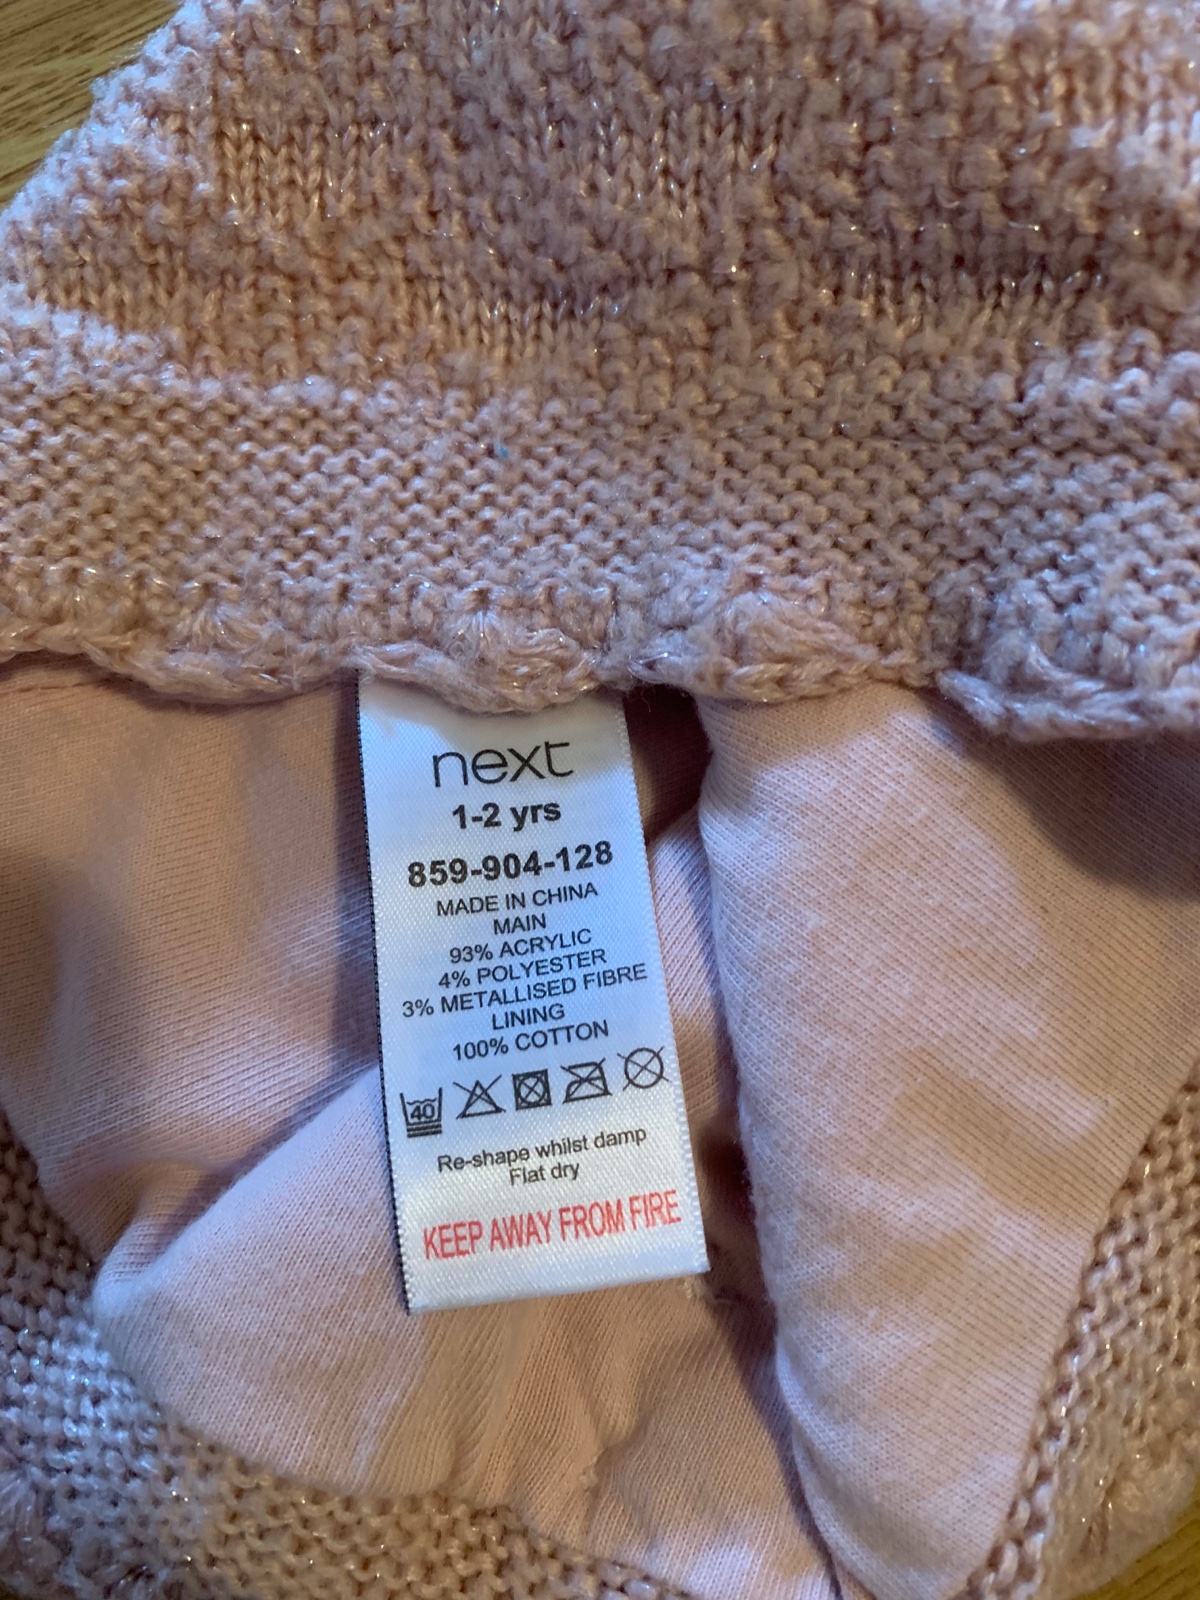 next
1-2 yrs
859-904-128
MADE IN CHINA
MAIN
93% ACRYLIC
4% POLYESTER
3% METALLISED FIBRE
LINING
100% COTTON
40
Re-shape whilst damp
Flat dry
KEEP AWAY FROM FIRE